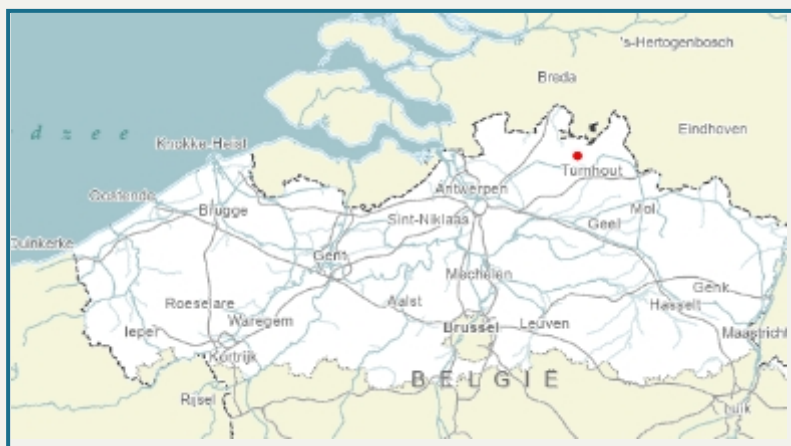 's-Hertogenbosch
Breda
Eindhoven
dzee
Knokke-Heist
Turnhout
Antwerpen
Oostende
Brugge
Sint-Niklaas
Mol
Geel
Duinkerke
Gent
Mechelen
Genk
Roeselare
Aalst
Hasselt
Waregem
Brussel
Leuven
Ieper
Maastricht
Kortrijk
BELGIË
Rijsel
Luik